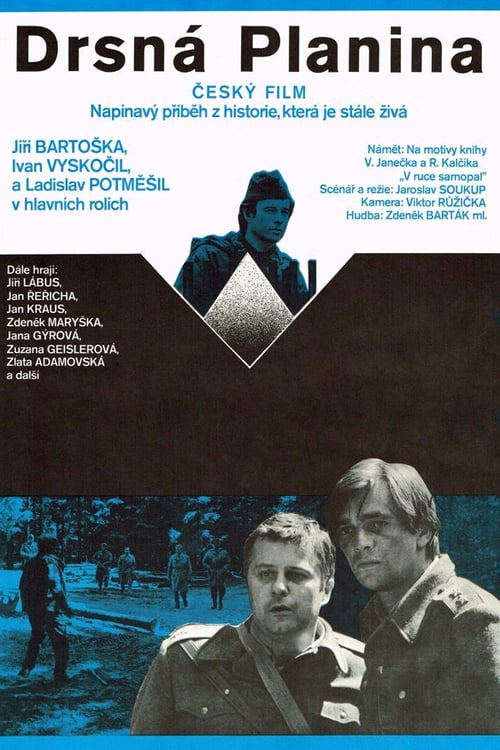 Drsná Planina
ČESKÝ FILM
Napínavý příběh z historie, která je stále živá
Jiří BARTOŠKA,
Ivan VYSKOČIL,
a Ladislav POTMĚŠIL
v hlavních rolích
Námět: Na motivy knihy
V. Janečka a R. Kalčíka
„V ruce samopal"
Scénář a režie: Jaroslav SOUKUP
Kamera: Viktor RŮŽIČKA
Hudba: Zdeněk BARTÁK ml.
Dále hrají:
Jiří LÁBUS,
Jan ŘEŘICHA,
Jan KRAUS,
Zdeněk MARYŠKA,
Jana GÝROVÁ,
Zuzana GEISLEROVÁ,
Zlata ADAMOVSKÁ
a další